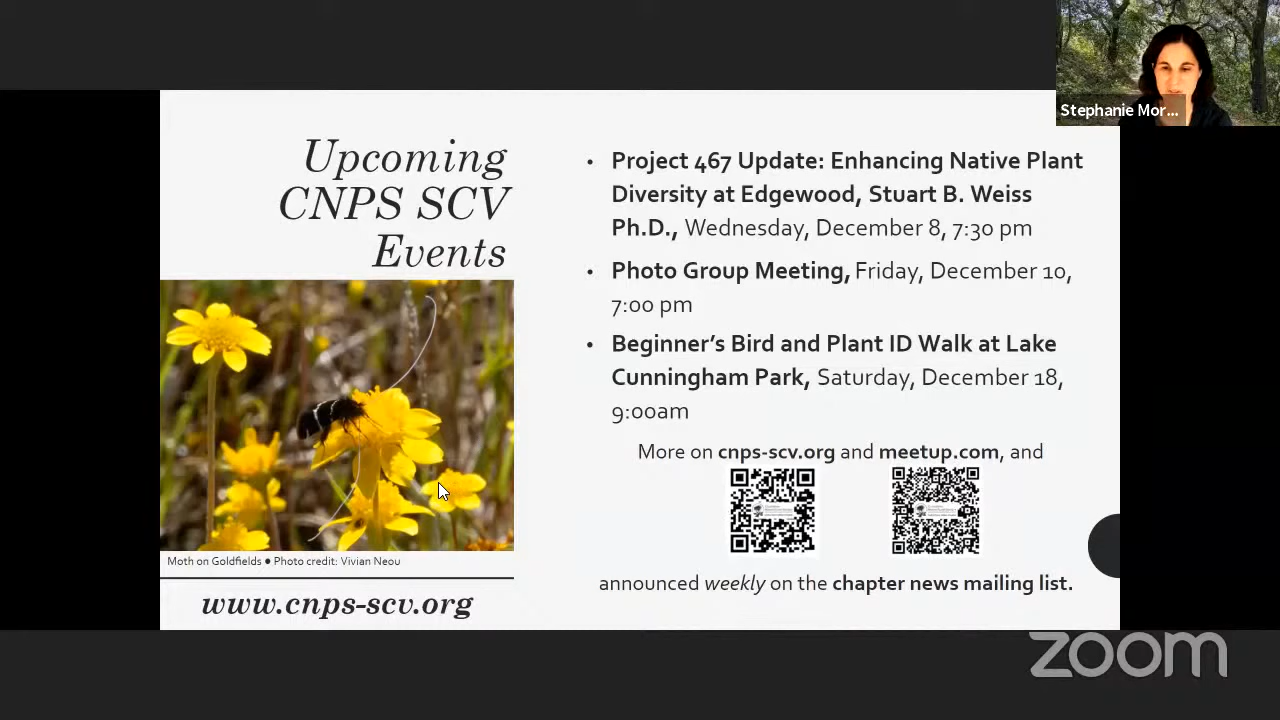 Stephanie Mor...
Upcoming
CNPS SCV
Events
Moth on Goldfields ● Photo credit: Vivian Neou
www.cnps-scv.org
• Project 467 Update: Enhancing Native Plant
Diversity at Edgewood, Stuart B. Weiss
Ph.D., Wednesday, December 8, 7:30 pm
• Photo Group Meeting, Friday, December 10,
7:00 pm
• Beginner's Bird and Plant ID Walk at Lake
Cunningham Park, Saturday, December 18,
9:00am
More on cnps-scv.org and meetup.com, and
announced weekly on the chapter news mailing list.
zoom